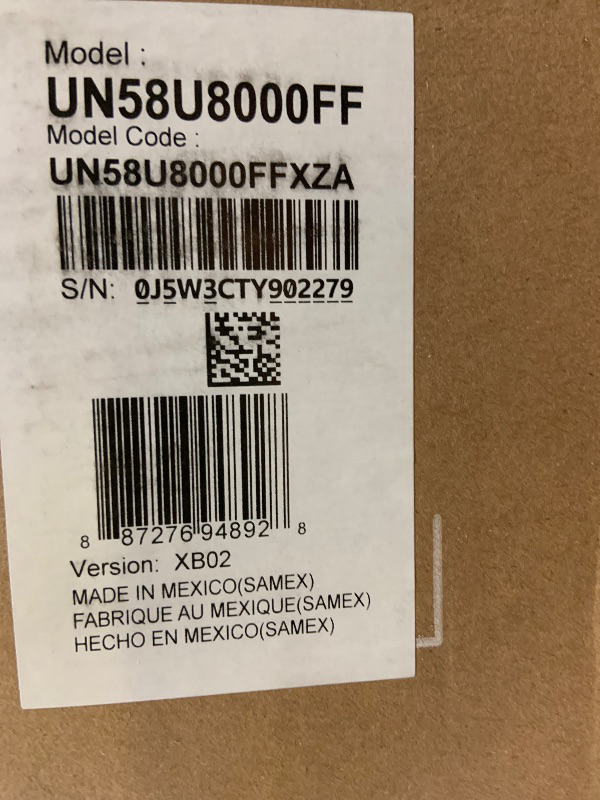 Model :
UN58U8000FF
Model Code :
UN58U8000FFXZA
S/N: 0J5W3CTY902279
8 87276 94892 8
Version: XB02
MADE IN MEXICO(SAMEX)
FABRIQUE AU MEXIQUE(SAMEX)
HECHO EN MEXICO(SAMEX)